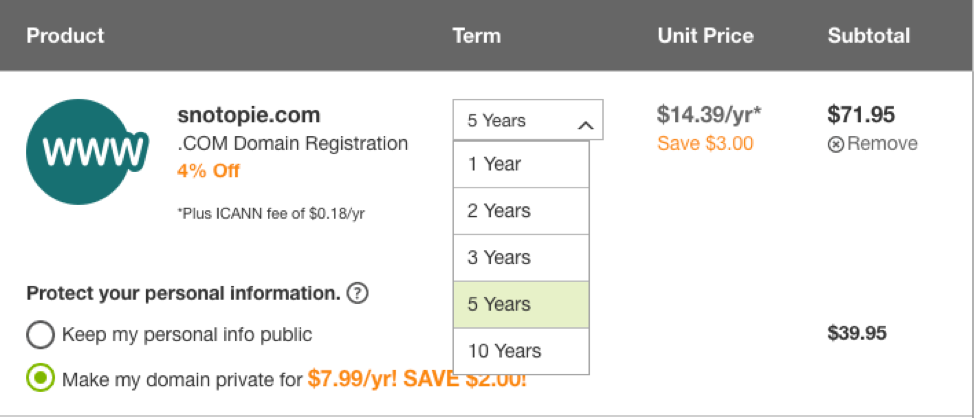 Product Term Unit Price Subtotal
snotopie.com 5 Years $14.39/yr* $71.95
www .COM Domain Registration Save $3.00 Remove
4% Off 1 Year
*Plus ICANN fee of $0.18/yr 2 Years
3 Years
Protect your personal information. ? 5 Years
Keep my personal info public $39.95
10 Years
Make my domain private for $7.99/yr! SAVE $2.00!